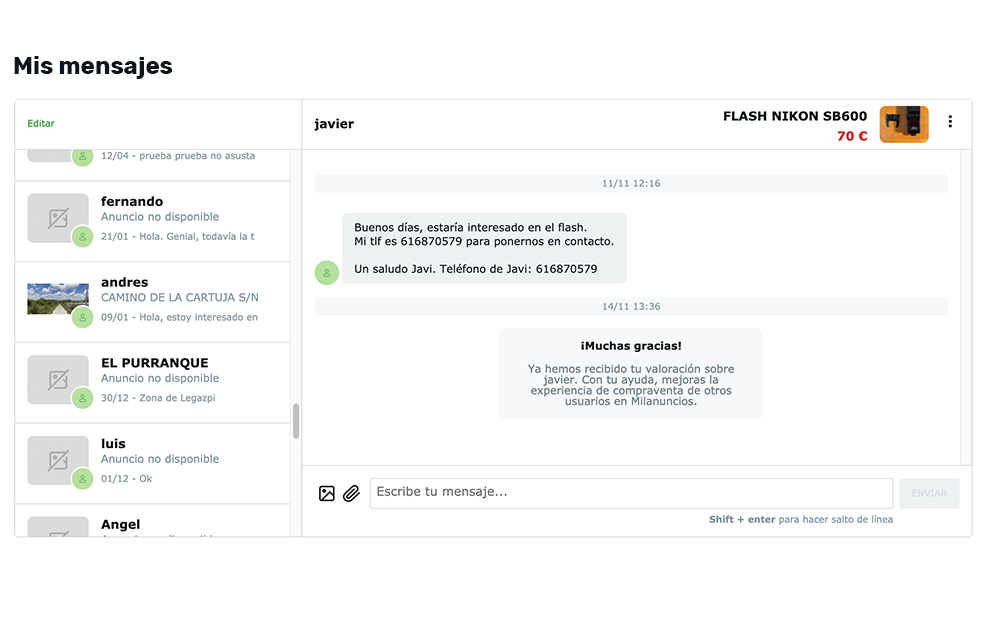 Mis mensajes
Editar
12/04 - prueba prueba no asusta
fernando
Anuncio no disponible
21/01 - Hola. Genial, todavía la t
andres
CAMINO DE LA CARTUJA S/N
09/01 - Hola, estoy interesado en
EL PURRANQUE
Anuncio no disponible
30/12 - Zona de Legazpi
luis
Anuncio no disponible
01/12 - Ok
Angel
javier
FLASH NIKON SB600
70 €
11/11 12:16
Buenos días, estaría interesado en el flash.
Mi tlf es 616870579 para ponernos en contacto.
Un saludo Javi. Teléfono de Javi: 616870579
14/11 13:36
¡Muchas gracias!
Ya hemos recibido tu valoración sobre
javier. Con tu ayuda, mejoras la
experiencia de compraventa de otros
usuarios en Milanuncios.
Escribe tu mensaje...
ENVIAR
Shift + enter para hacer salto de línea